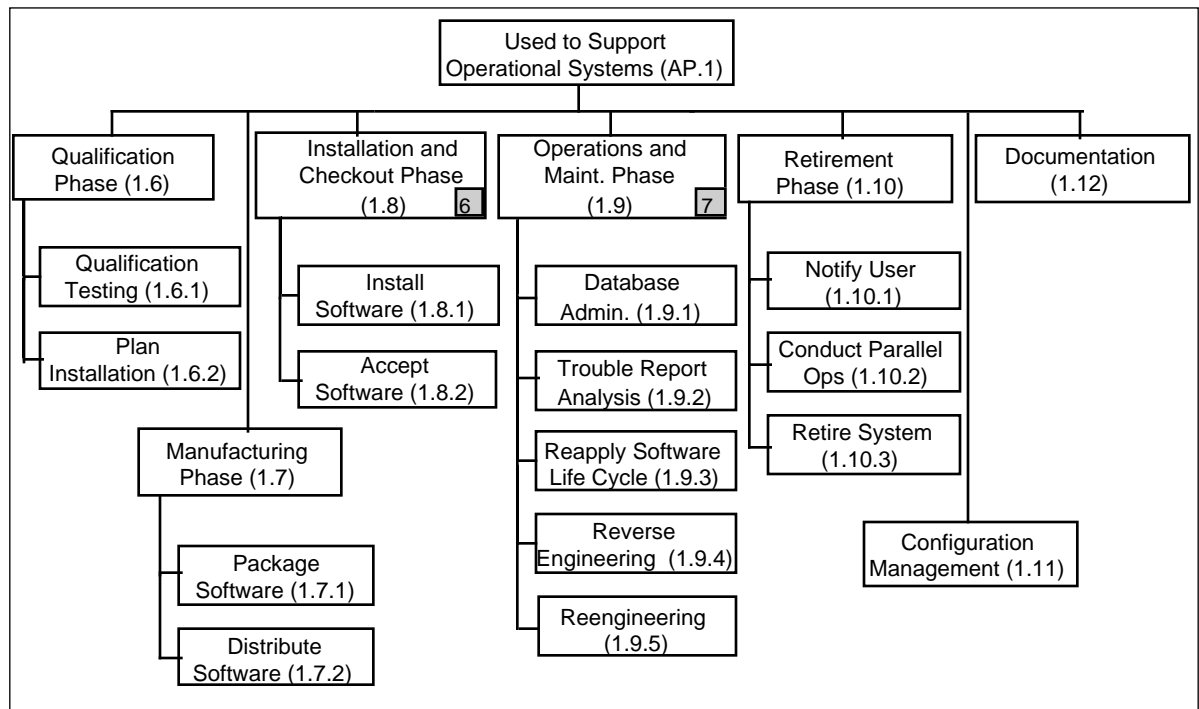 Used to Support
Operational Systems (AP.1)
Qualification
Phase (1.6)
Qualification
Testing (1.6.1)
Plan
Installation (1.6.2)
Manufacturing
Phase (1.7)
Package
Software (1.7.1)
Distribute
Software (1.7.2)
Installation and
Checkout Phase
(1.8)
6
Install
Software (1.8.1)
Accept
Software (1.8.2)
Operations and
Maint. Phase
(1.9)
7
Database
Admin. (1.9.1)
Trouble Report
Analysis (1.9.2)
Reapply Software
Life Cycle (1.9.3)
Reverse
Engineering (1.9.4)
Reengineering
(1.9.5)
Retirement
Phase (1.10)
Notify User
(1.10.1)
Conduct Parallel
Ops (1.10.2)
Retire System
(1.10.3)
Configuration
Management (1.11)
Documentation
(1.12)